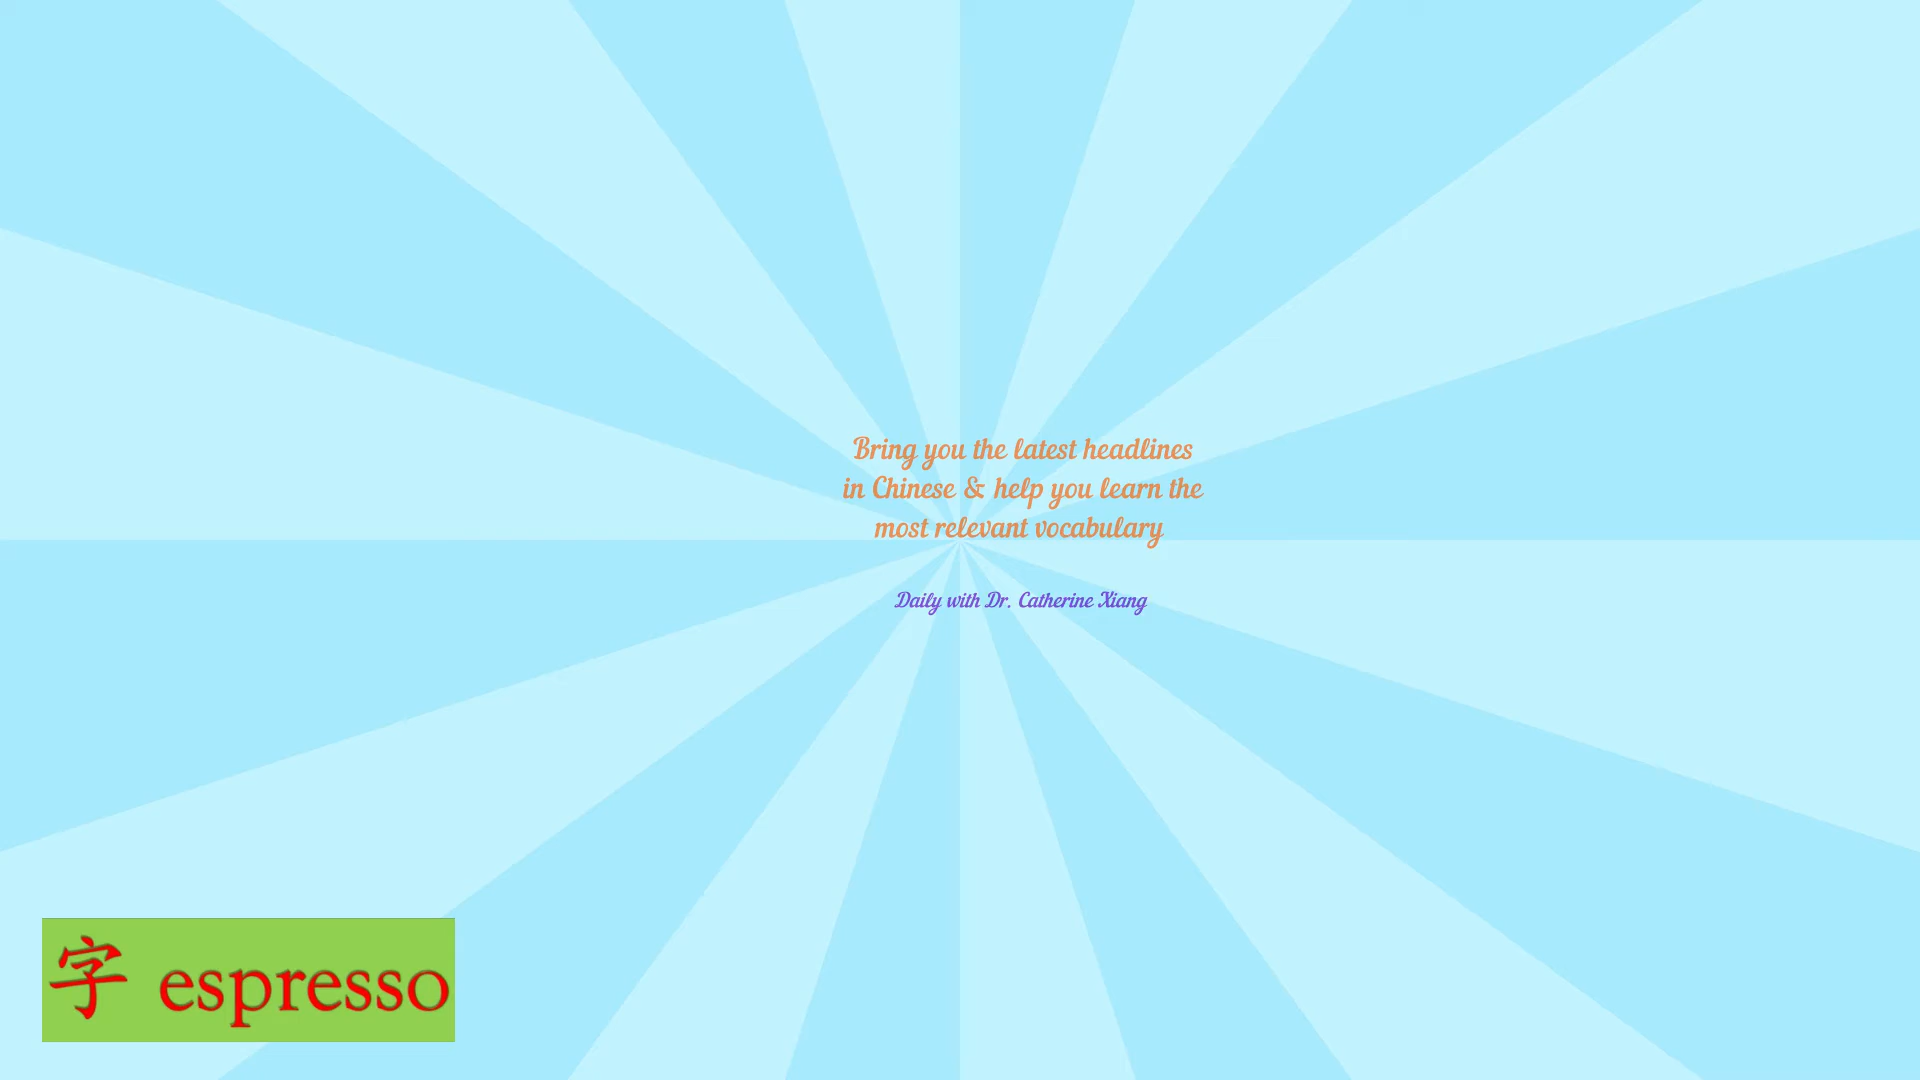 Bring you the latest headlines
in Chinese & help you learn the
most relevant vocabulary
Daily with Dr. Catherine Xiang
字 espresso